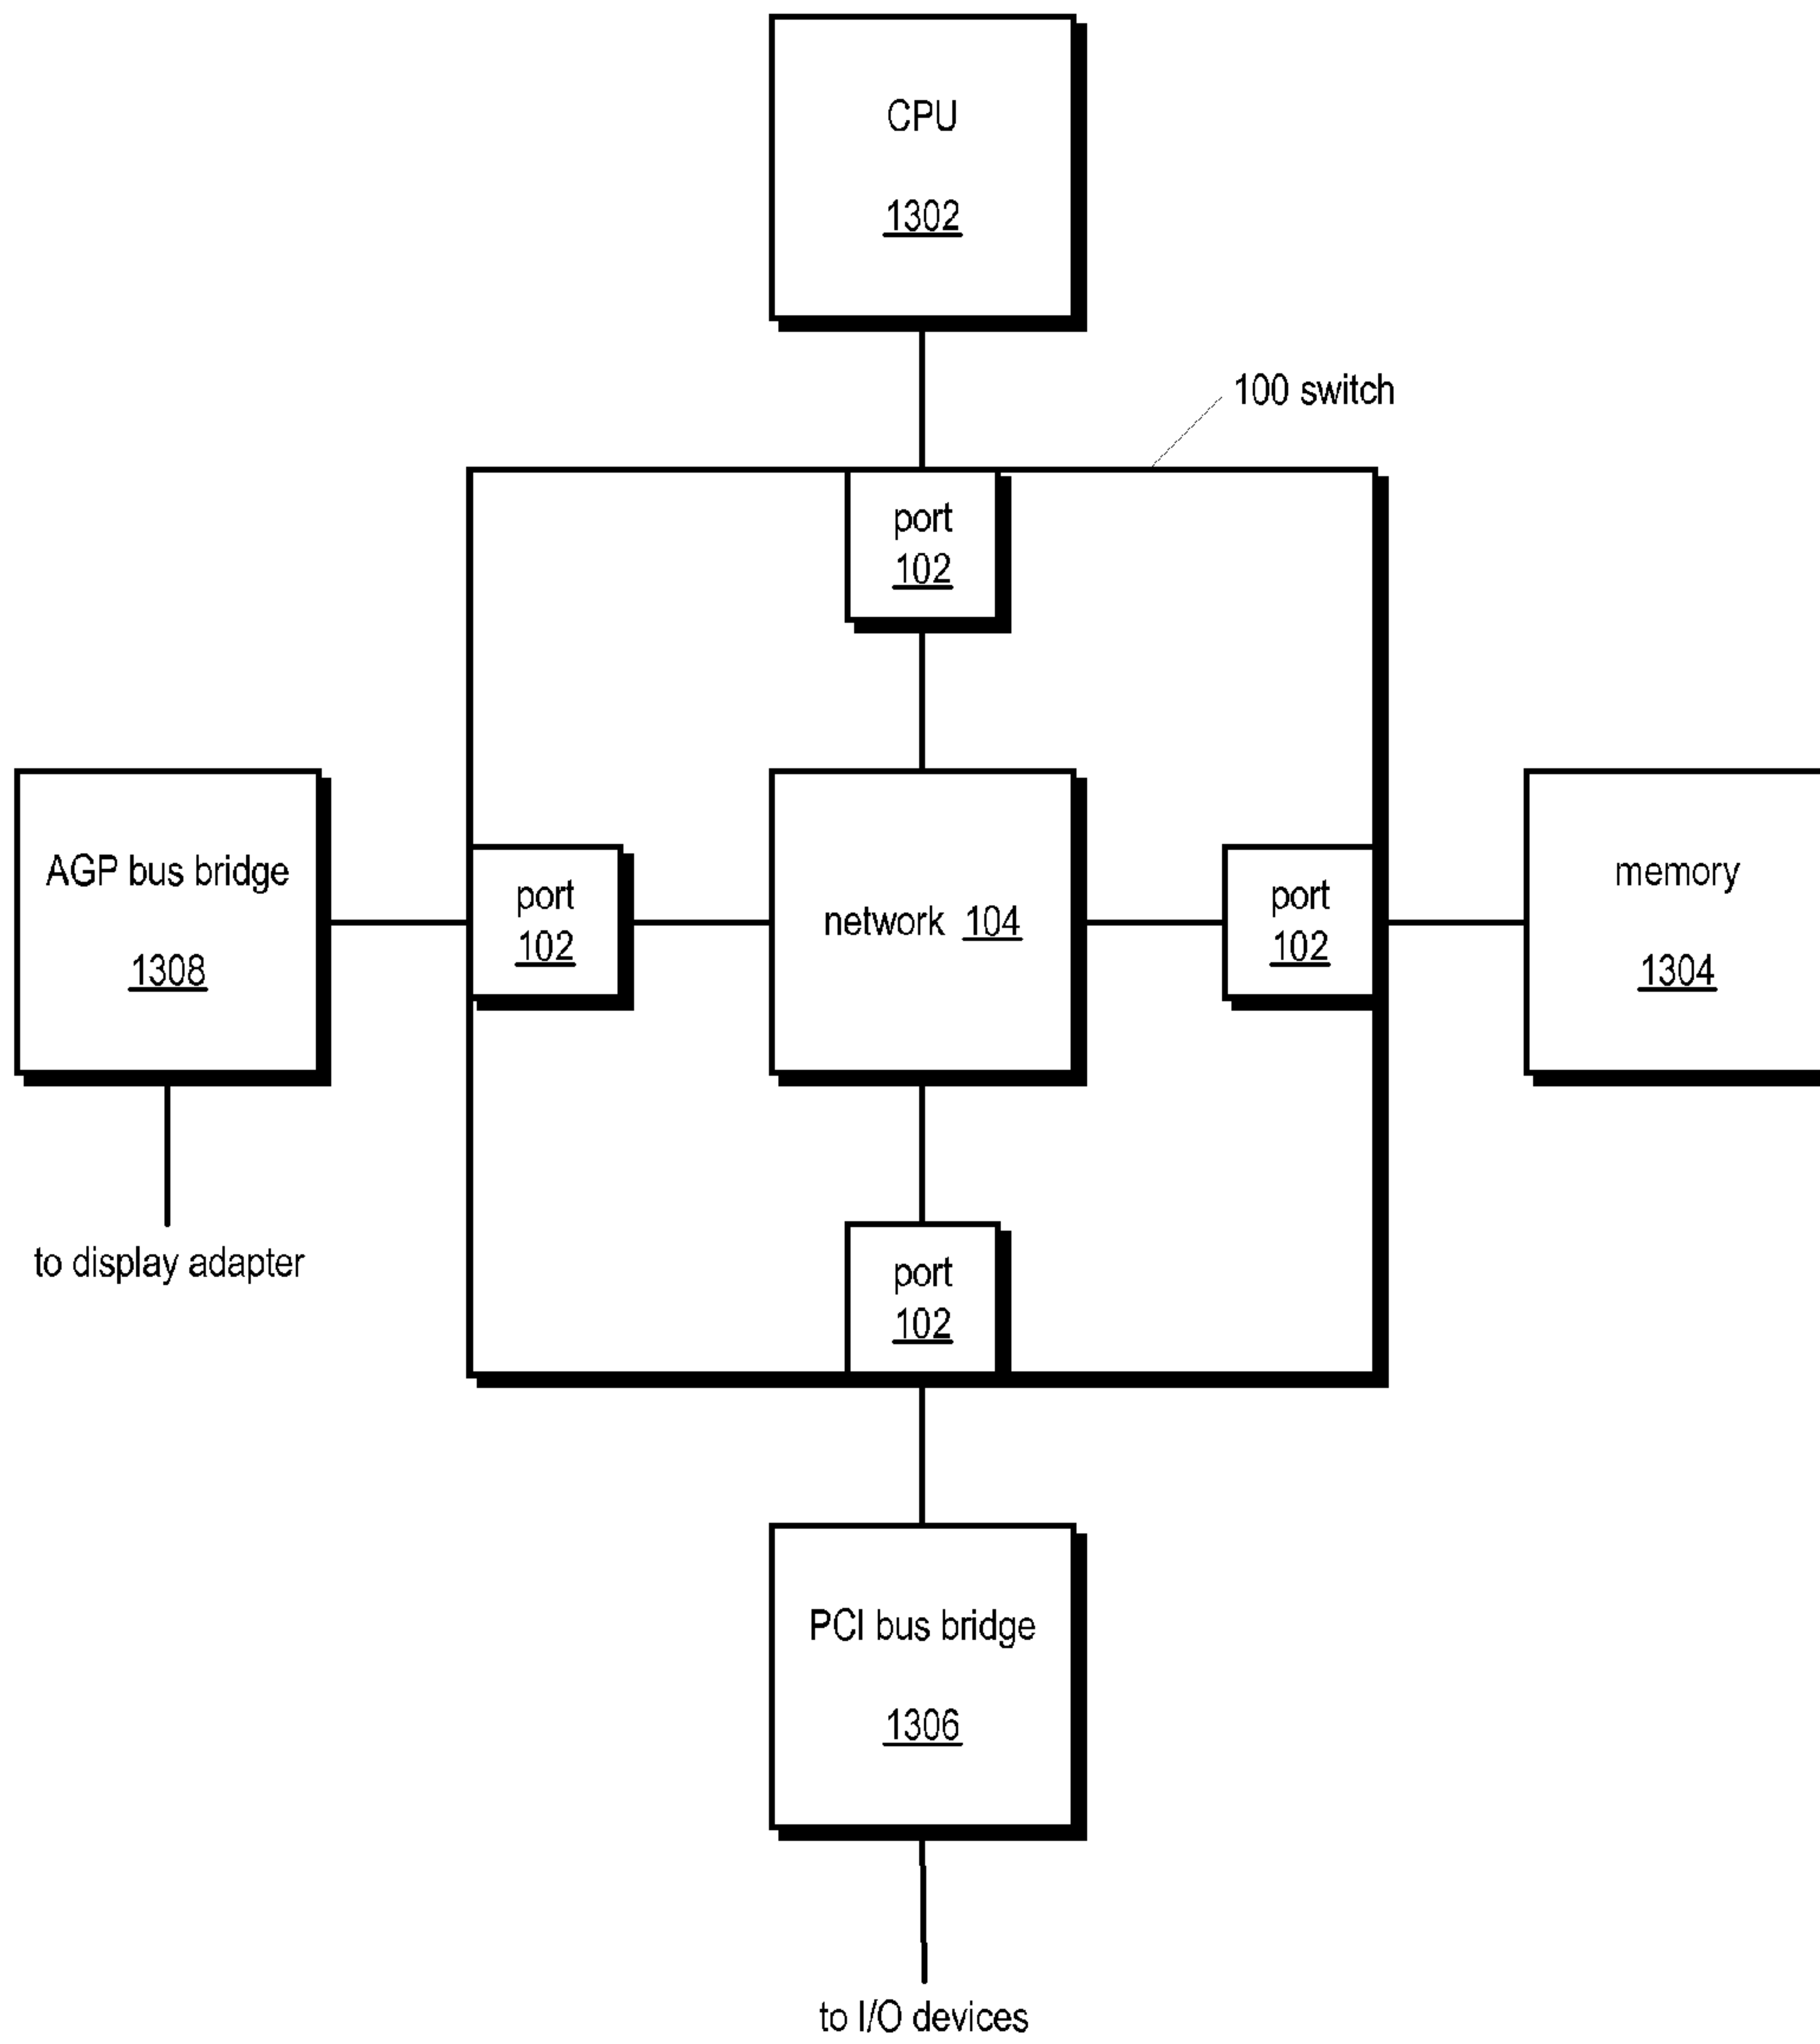 CPU
1302
100 switch
port
102
AGP bus bridge
1308
port
102
network 104
port
102
memory
1304
to display adapter
port
102
PCI bus bridge
1306
to I/O devices